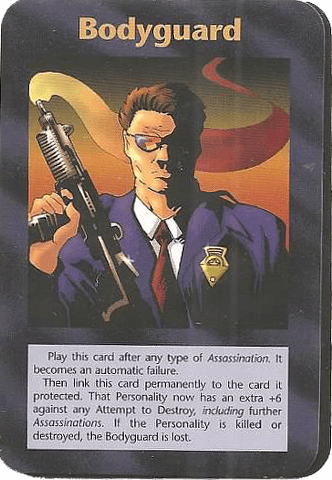 Bodyguard
Play this card after any type of Assassination. It
becomes an automatic failure.
Then link this card permanently to the card it
protected. That Personality now has an extra +6
against any Attempt to Destroy, including further
Assassinations. If the Personality is killed or
destroyed, the Bodyguard is lost.